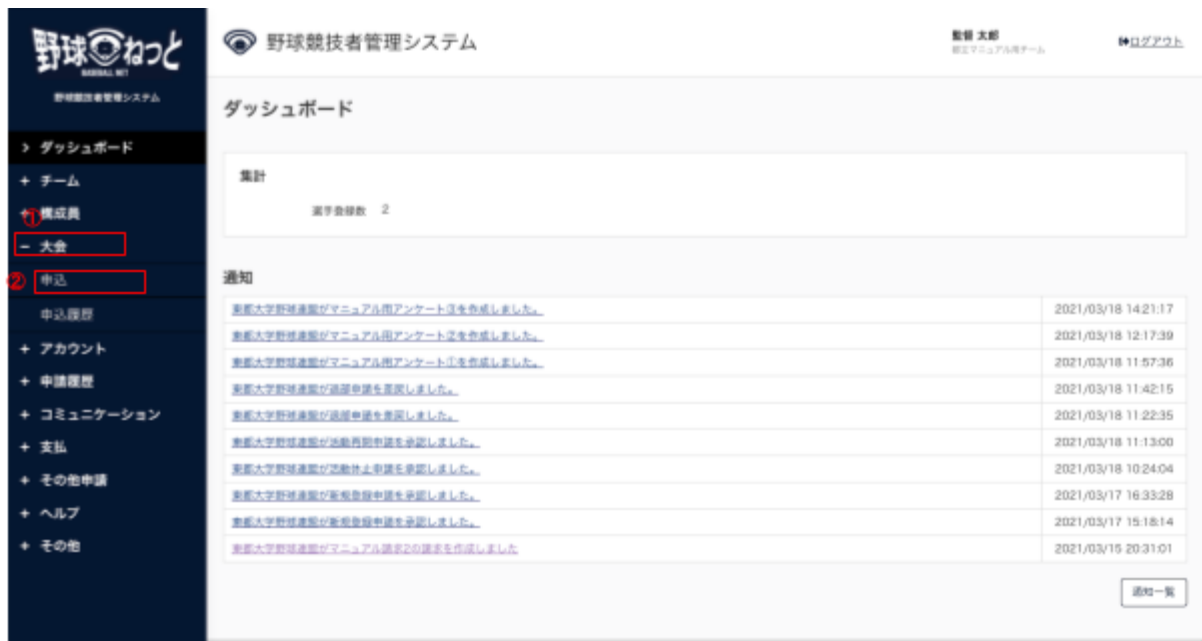 野球ねっと
BASEBALL NET
野球競技者管理システム
野球競技者管理システム
監督 太郎
都立マニュアル用チーム
ログアウト
ダッシュボード
> ダッシュボード
+ チーム
+ 構成員
①
− 大会
② 申込
申込履歴
+ アカウント
+ 申請履歴
+ コミュニケーション
+ 支払
+ その他申請
+ ヘルプ
+ その他
集計
選手登録数 2
通知
東都大学野球連盟がマニュアル用アンケート③を作成しました。 2021/03/18 14:21:17
東都大学野球連盟がマニュアル用アンケート②を作成しました。 2021/03/18 12:17:39
東都大学野球連盟がマニュアル用アンケート①を作成しました。 2021/03/18 11:57:36
東都大学野球連盟が退部申請を差戻しました。 2021/03/18 11:42:15
東都大学野球連盟が退部申請を差戻しました。 2021/03/18 11:22:35
東都大学野球連盟が活動再開申請を承認しました。 2021/03/18 11:13:00
東都大学野球連盟が活動休止申請を承認しました。 2021/03/18 10:24:04
東都大学野球連盟が新規登録申請を承認しました。 2021/03/17 16:33:28
東都大学野球連盟が新規登録申請を承認しました。 2021/03/17 15:18:14
東都大学野球連盟がマニュアル請求2の請求を作成しました 2021/03/15 20:31:01
通知一覧